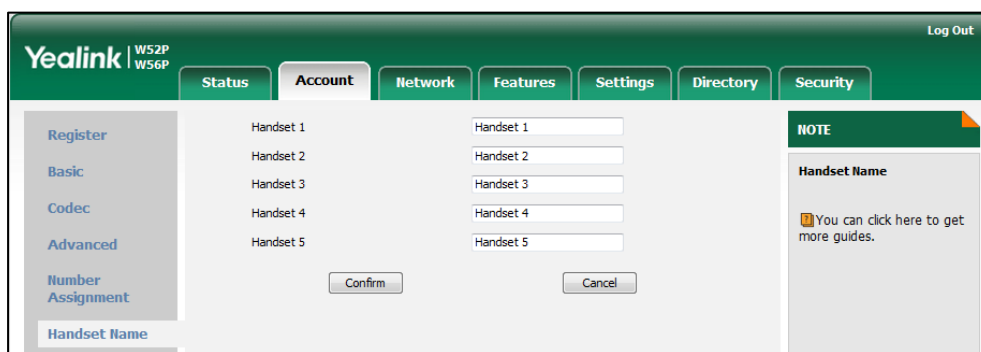 Log Out
Yealink | W52P
W56P
Status
Account
Network
Features
Settings
Directory
Security
Register
Basic
Codec
Advanced
Number
Assignment
Handset Name
Handset 1 Handset 1
Handset 2 Handset 2
Handset 3 Handset 3
Handset 4 Handset 4
Handset 5 Handset 5
Confirm Cancel
NOTE
Handset Name
? You can click here to get
more guides.